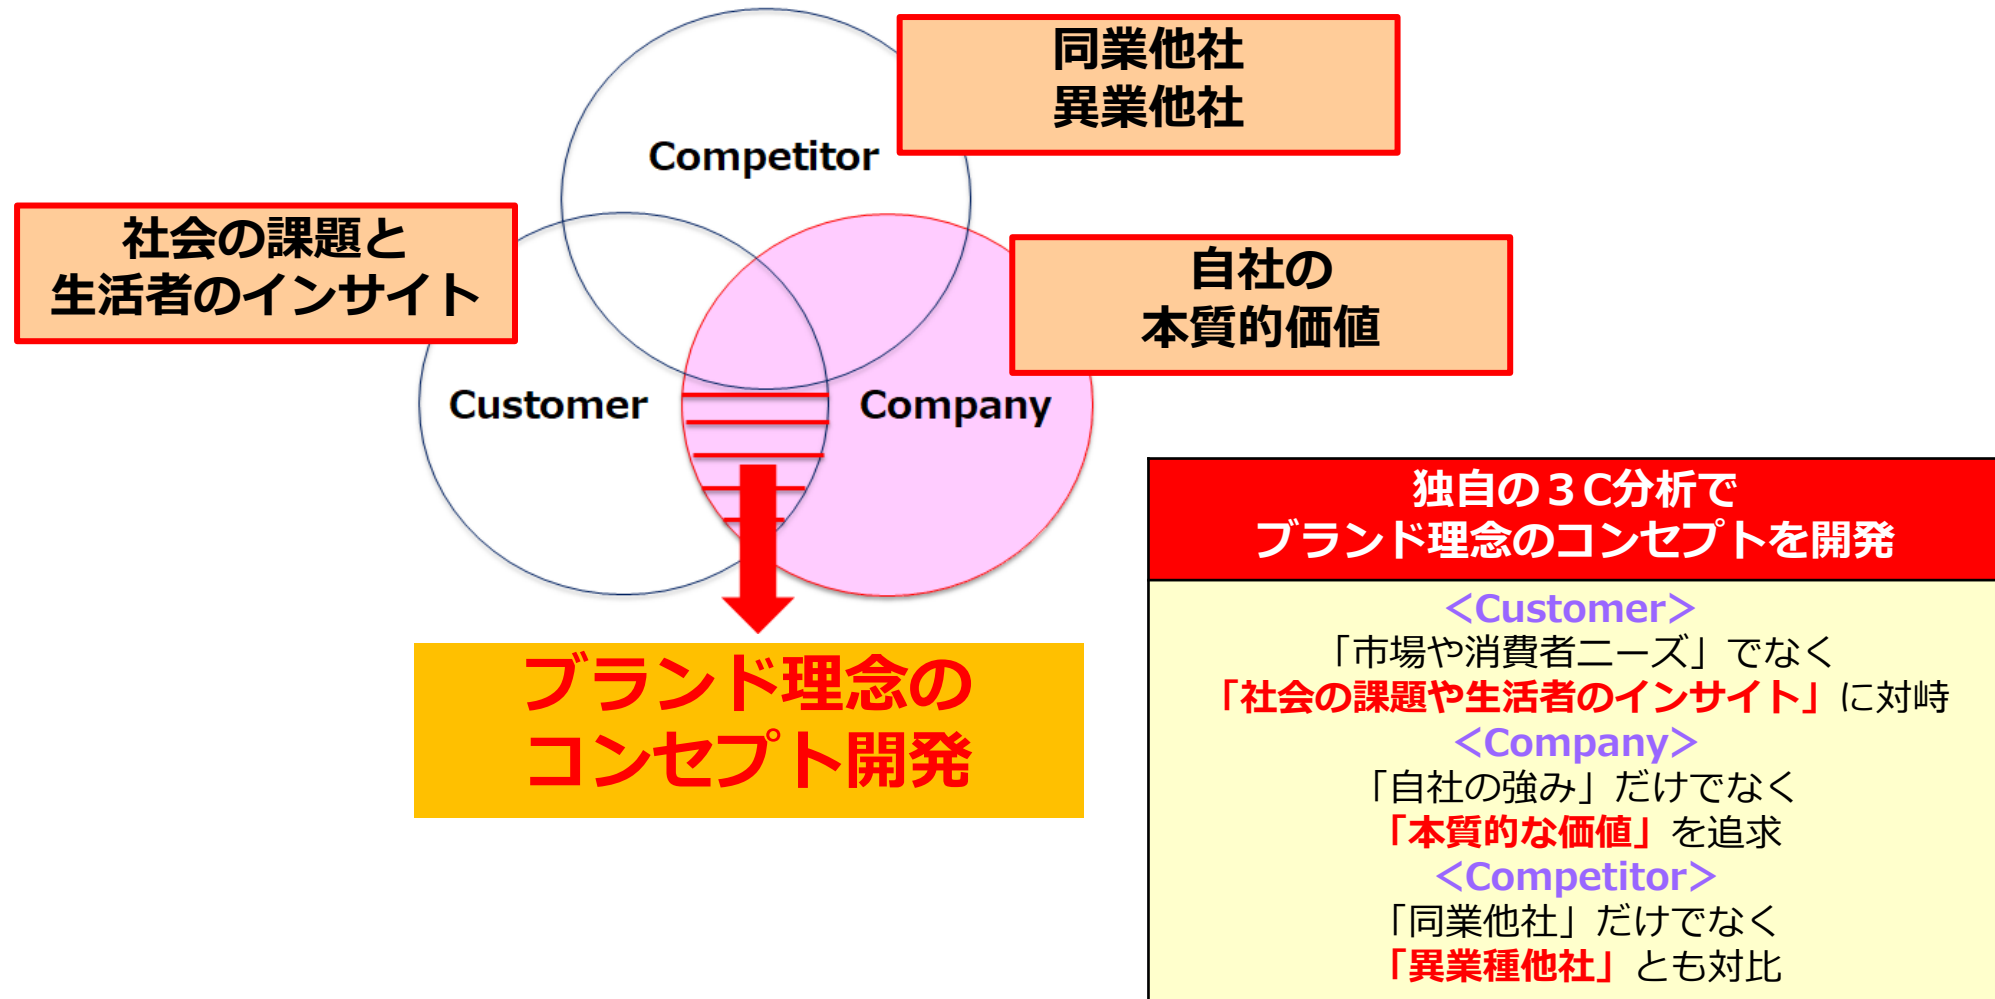 同業他社
異業他社
Competitor
社会の課題と
生活者のインサイト
自社の
本質的価値
Customer
Company
ブランド理念の
コンセプト開発
独自の３C分析で
ブランド理念のコンセプトを開発
＜Customer＞
「市場や消費者ニーズ」でなく
「社会の課題や生活者のインサイト」に対峙
＜Company＞
「自社の強み」だけでなく
「本質的な価値」を追求
＜Competitor＞
「同業他社」だけでなく
「異業種他社」とも対比